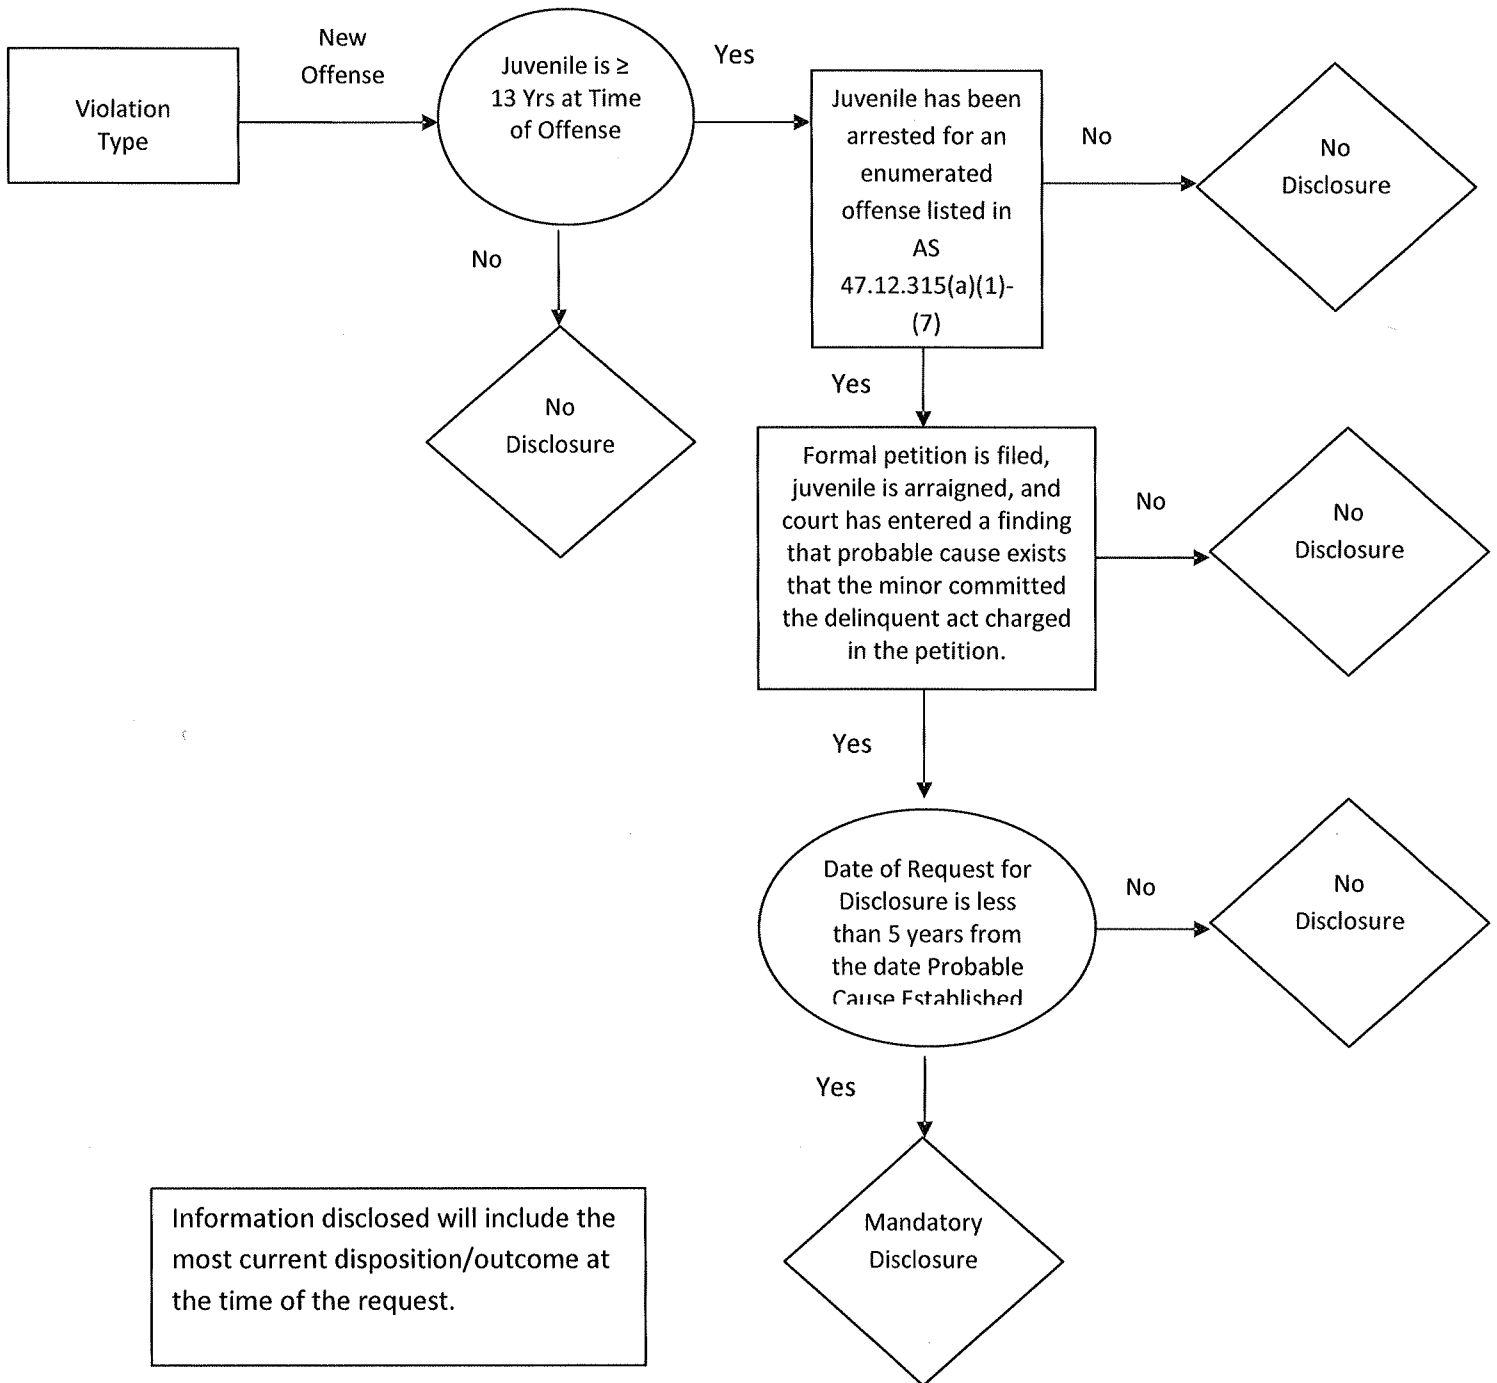 New
Offense
Violation
Type
Juvenile is ≥
13 Yrs at Time
of Offense
Yes
Juvenile has been
arrested for an
enumerated
offense listed in
AS
47.12.315(a)(1)-
(7)
No
No
Disclosure
No
No
Disclosure
Yes
Formal petition is filed,
juvenile is arraigned, and
court has entered a finding
that probable cause exists
that the minor committed
the delinquent act charged
in the petition.
No
No
Disclosure
Yes
Date of Request for
Disclosure is less
than 5 years from
the date Probable
Cause Established
No
No
Disclosure
Yes
Mandatory
Disclosure
Information disclosed will include the
most current disposition/outcome at
the time of the request.